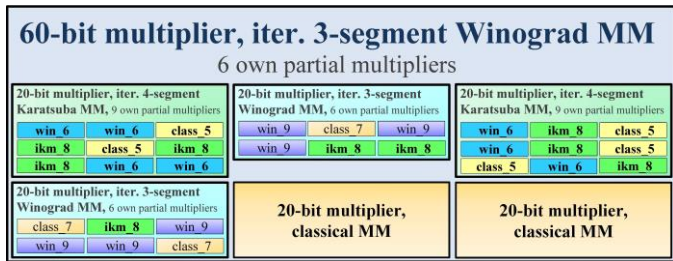 60-bit multiplier, iter. 3-segment Winograd MM
6 own partial multipliers
20-bit multiplier, iter. 4-segment
Karatsuba MM, 9 own partial multipliers
win_6 win_6 class_5
ikm_8 class_5 ikm_8
ikm_8 win_6 win_6
20-bit multiplier, iter. 3-segment
Winograd MM, 6 own partial multipliers
win_9 class_7 win_9
win_9 ikm_8 ikm_8
20-bit multiplier, iter. 4-segment
Karatsuba MM, 9 own partial multipliers
win_6 ikm_8 class_5
win_6 ikm_8 class_5
class_5 win_6 ikm_8
20-bit multiplier, iter. 3-segment
Winograd MM, 6 own partial multipliers
class_7 ikm_8 win_9
win_9 win_9 class_7
20-bit multiplier,
classical MM
20-bit multiplier,
classical MM